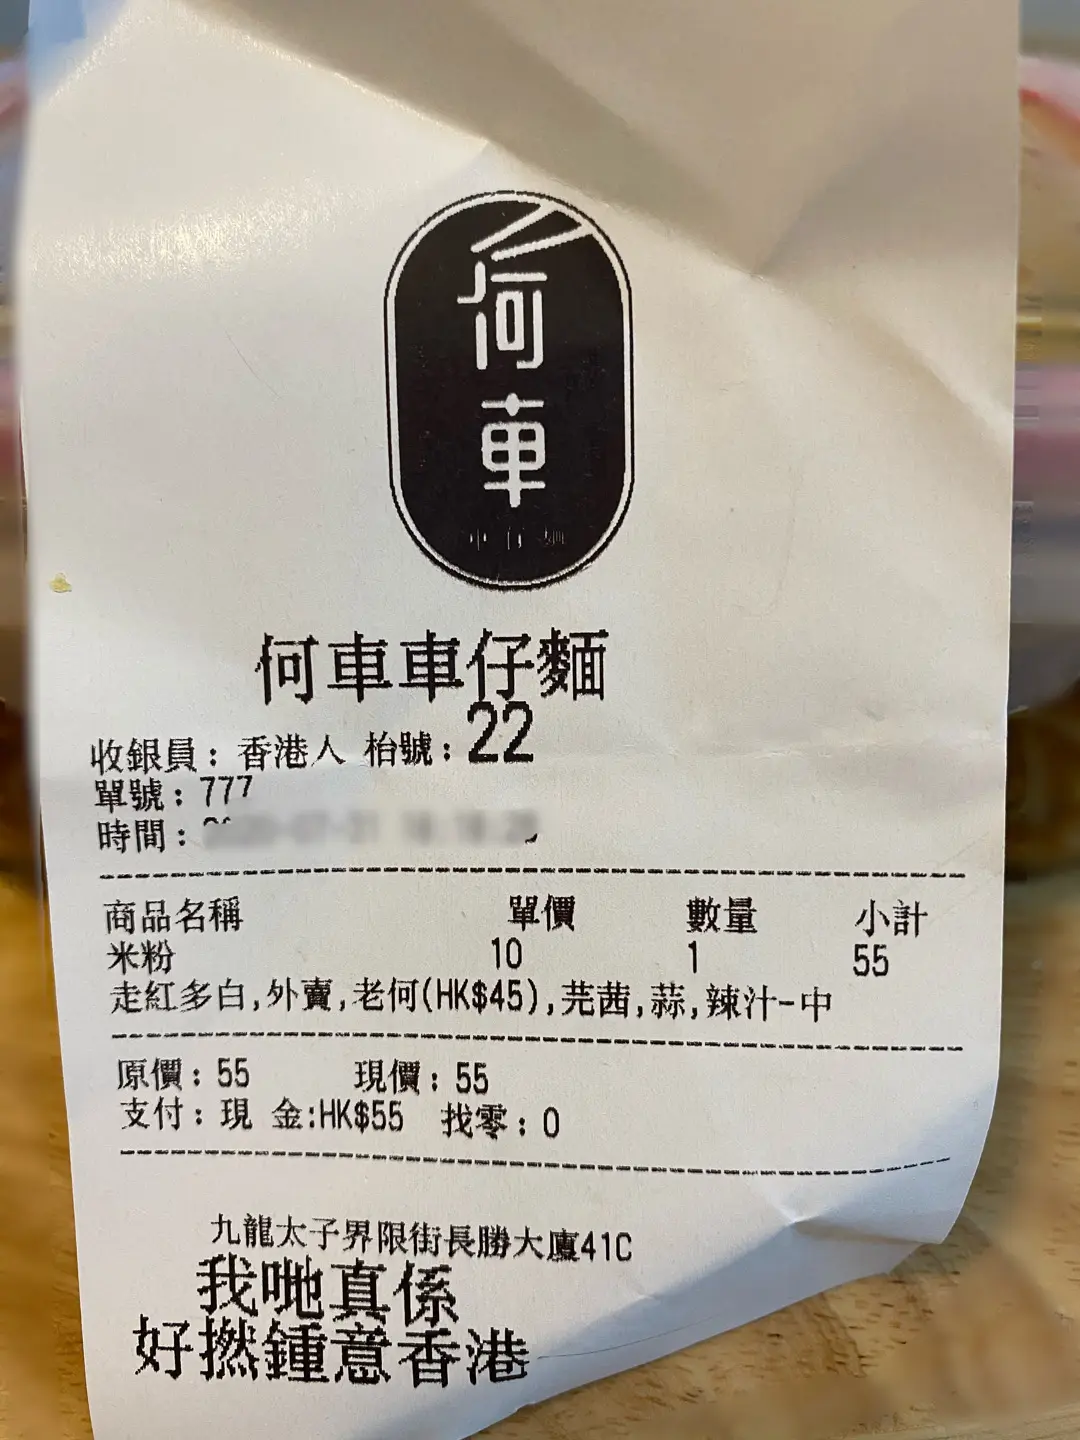 何車
車仔麵
何車車仔麵
收銀員：香港人 枱號：22
單號：777
時間：
商品名稱 單價 數量 小計
米粉 10 1 55
走紅多白,外賣,老何(HK$45),芫茜,蒜,辣汁-中
原價：55 現價：55
支付：現 金:HK$55 找零：0
九龍太子界限街長勝大廈41C
我哋真係
好撚鍾意香港